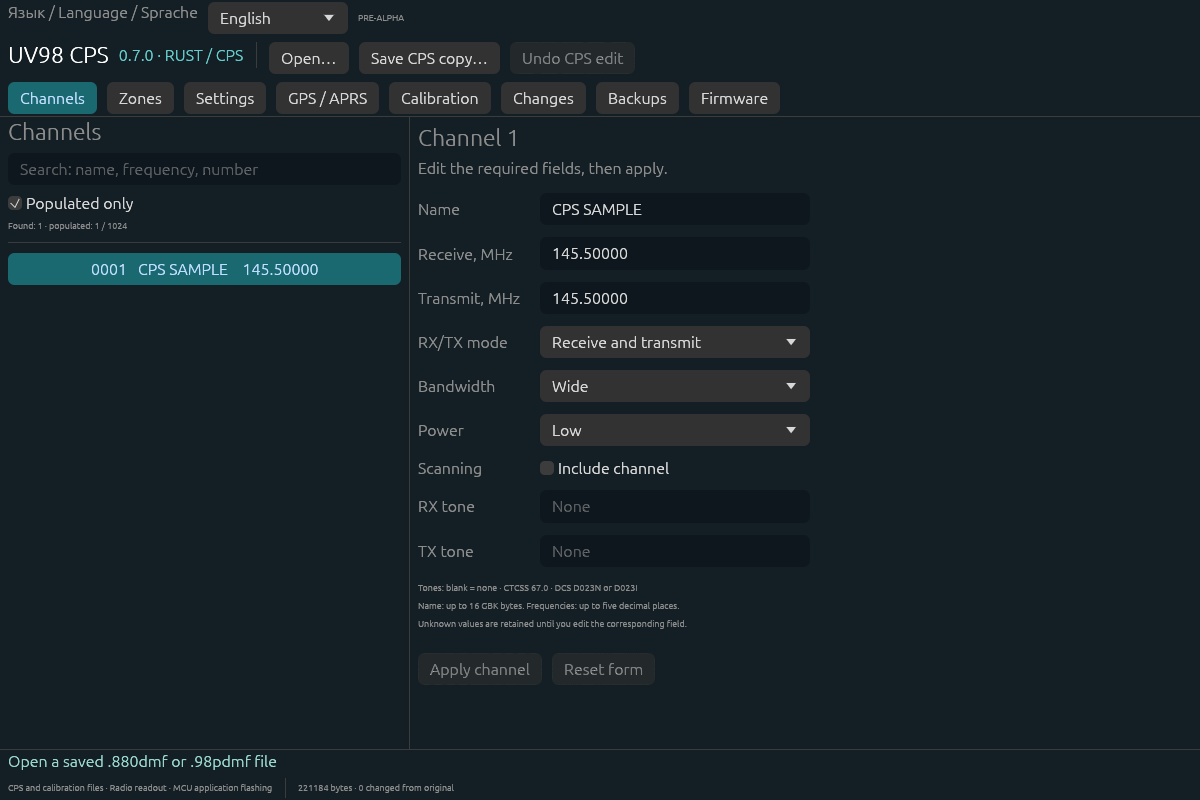 Язык / Language / Sprache English PRE-ALPHA
UV98 CPS 0.7.0 · RUST / CPS Open… Save CPS copy… Undo CPS edit
Channels Zones Settings GPS / APRS Calibration Changes Backups Firmware
Channels
Search: name, frequency, number
Populated only
Found: 1 · populated: 1 / 1024
0001 CPS SAMPLE 145.50000
Channel 1
Edit the required fields, then apply.
Name CPS SAMPLE
Receive, MHz 145.50000
Transmit, MHz 145.50000
RX/TX mode Receive and transmit
Bandwidth Wide
Power Low
Scanning Include channel
RX tone None
TX tone None
Tones: blank = none · CTCSS 67.0 · DCS D023N or D023I
Name: up to 16 GBK bytes. Frequencies: up to five decimal places.
Unknown values are retained until you edit the corresponding field.
Apply channel Reset form
Open a saved .880dmf or .98pdmf file
CPS and calibration files · Radio readout · MCU application flashing 221184 bytes · 0 changed from original